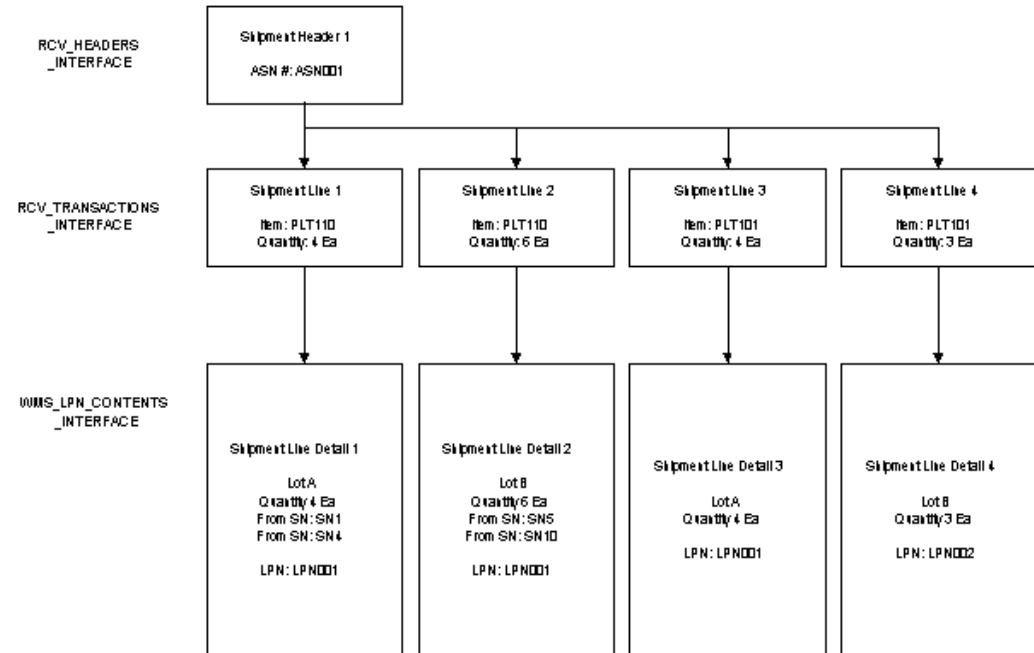 RCV_HEADERS
_INTERFACE
Shipment Header 1
ASN #: ASN001
RCV_TRANSACTIONS
_INTERFACE
Shipment Line 1
Item: PLT110
Quantity: 4 Ea
Shipment Line 2
Item: PLT110
Quantity: 6 Ea
Shipment Line 3
Item: PLT101
Quantity: 4 Ea
Shipment Line 4
Item: PLT101
Quantity: 3 Ea
WMS_LPN_CONTENTS
_INTERFACE
Shipment Line Detail 1
Lot A
Quantity 4 Ea
From SN: SN1
From SN: SN4
LPN: LPN001
Shipment Line Detail 2
Lot B
Quantity 6 Ea
From SN: SN5
From SN: SN10
LPN: LPN001
Shipment Line Detail 3
Lot A
Quantity 4 Ea
LPN: LPN001
Shipment Line Detail 4
Lot B
Quantity 3 Ea
LPN: LPN002